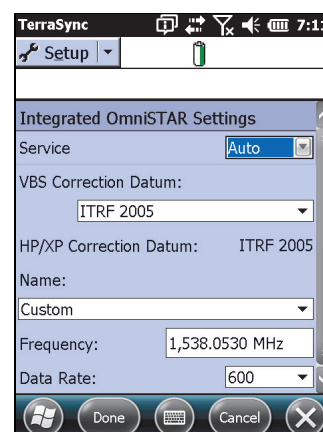 TerraSync 7:1
Setup
Integrated OmniSTAR Settings
Service Auto
VBS Correction Datum:
ITRF 2005
HP/XP Correction Datum: ITRF 2005
Name:
Custom
Frequency: 1,538.0530 MHz
Data Rate: 600
Done Cancel